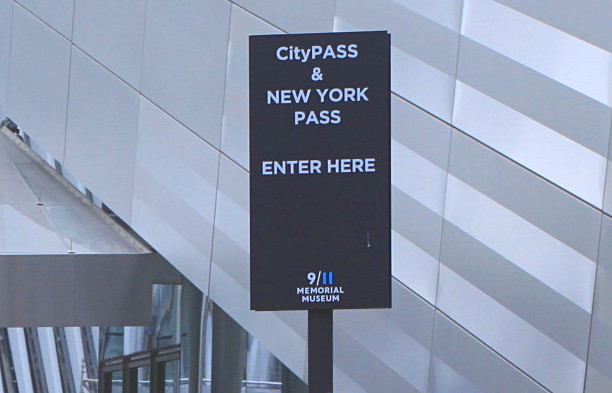 CityPASS
&
NEW YORK
PASS
ENTER HERE
9/11
MEMORIAL
MUSEUM